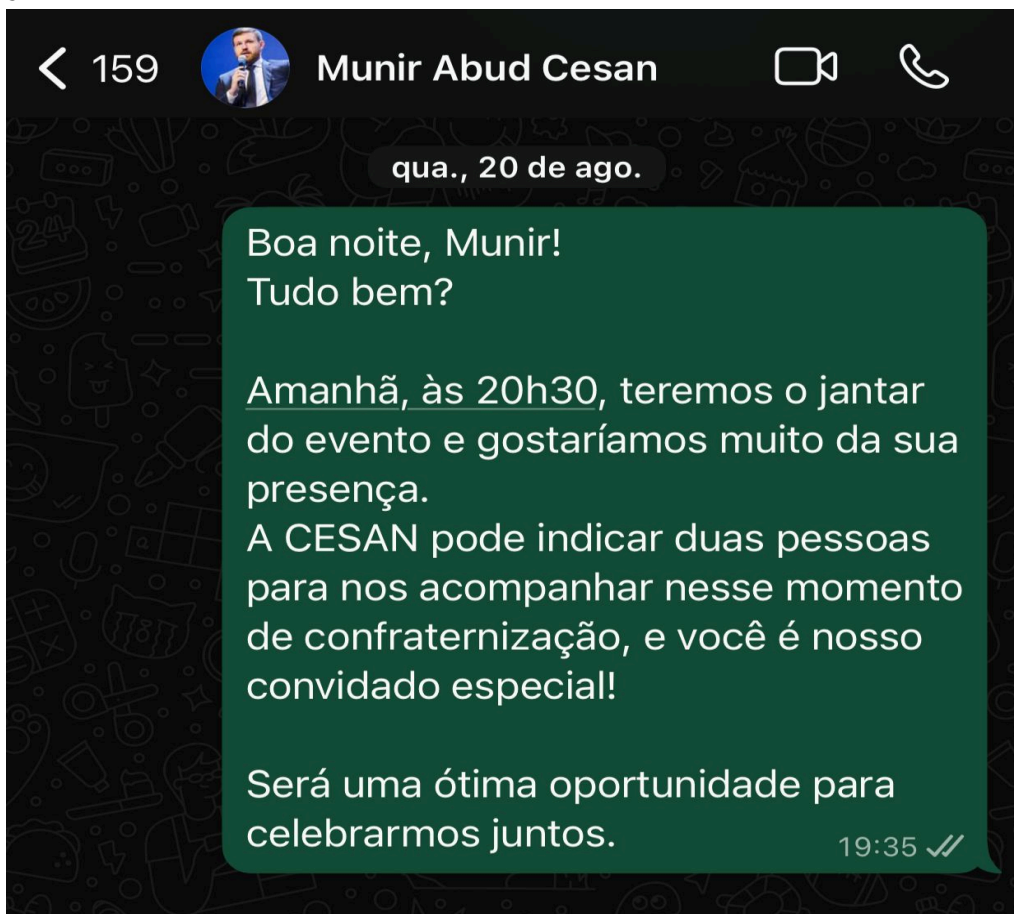 159
Munir Abud Cesan
qua., 20 de ago.
Boa noite, Munir!
Tudo bem?
Amanhã, às 20h30, teremos o jantar
do evento e gostaríamos muito da sua
presença.
A CESAN pode indicar duas pessoas
para nos acompanhar nesse momento
de confraternização, e você é nosso
convidado especial!
Será uma ótima oportunidade para
celebrarmos juntos.
19:35